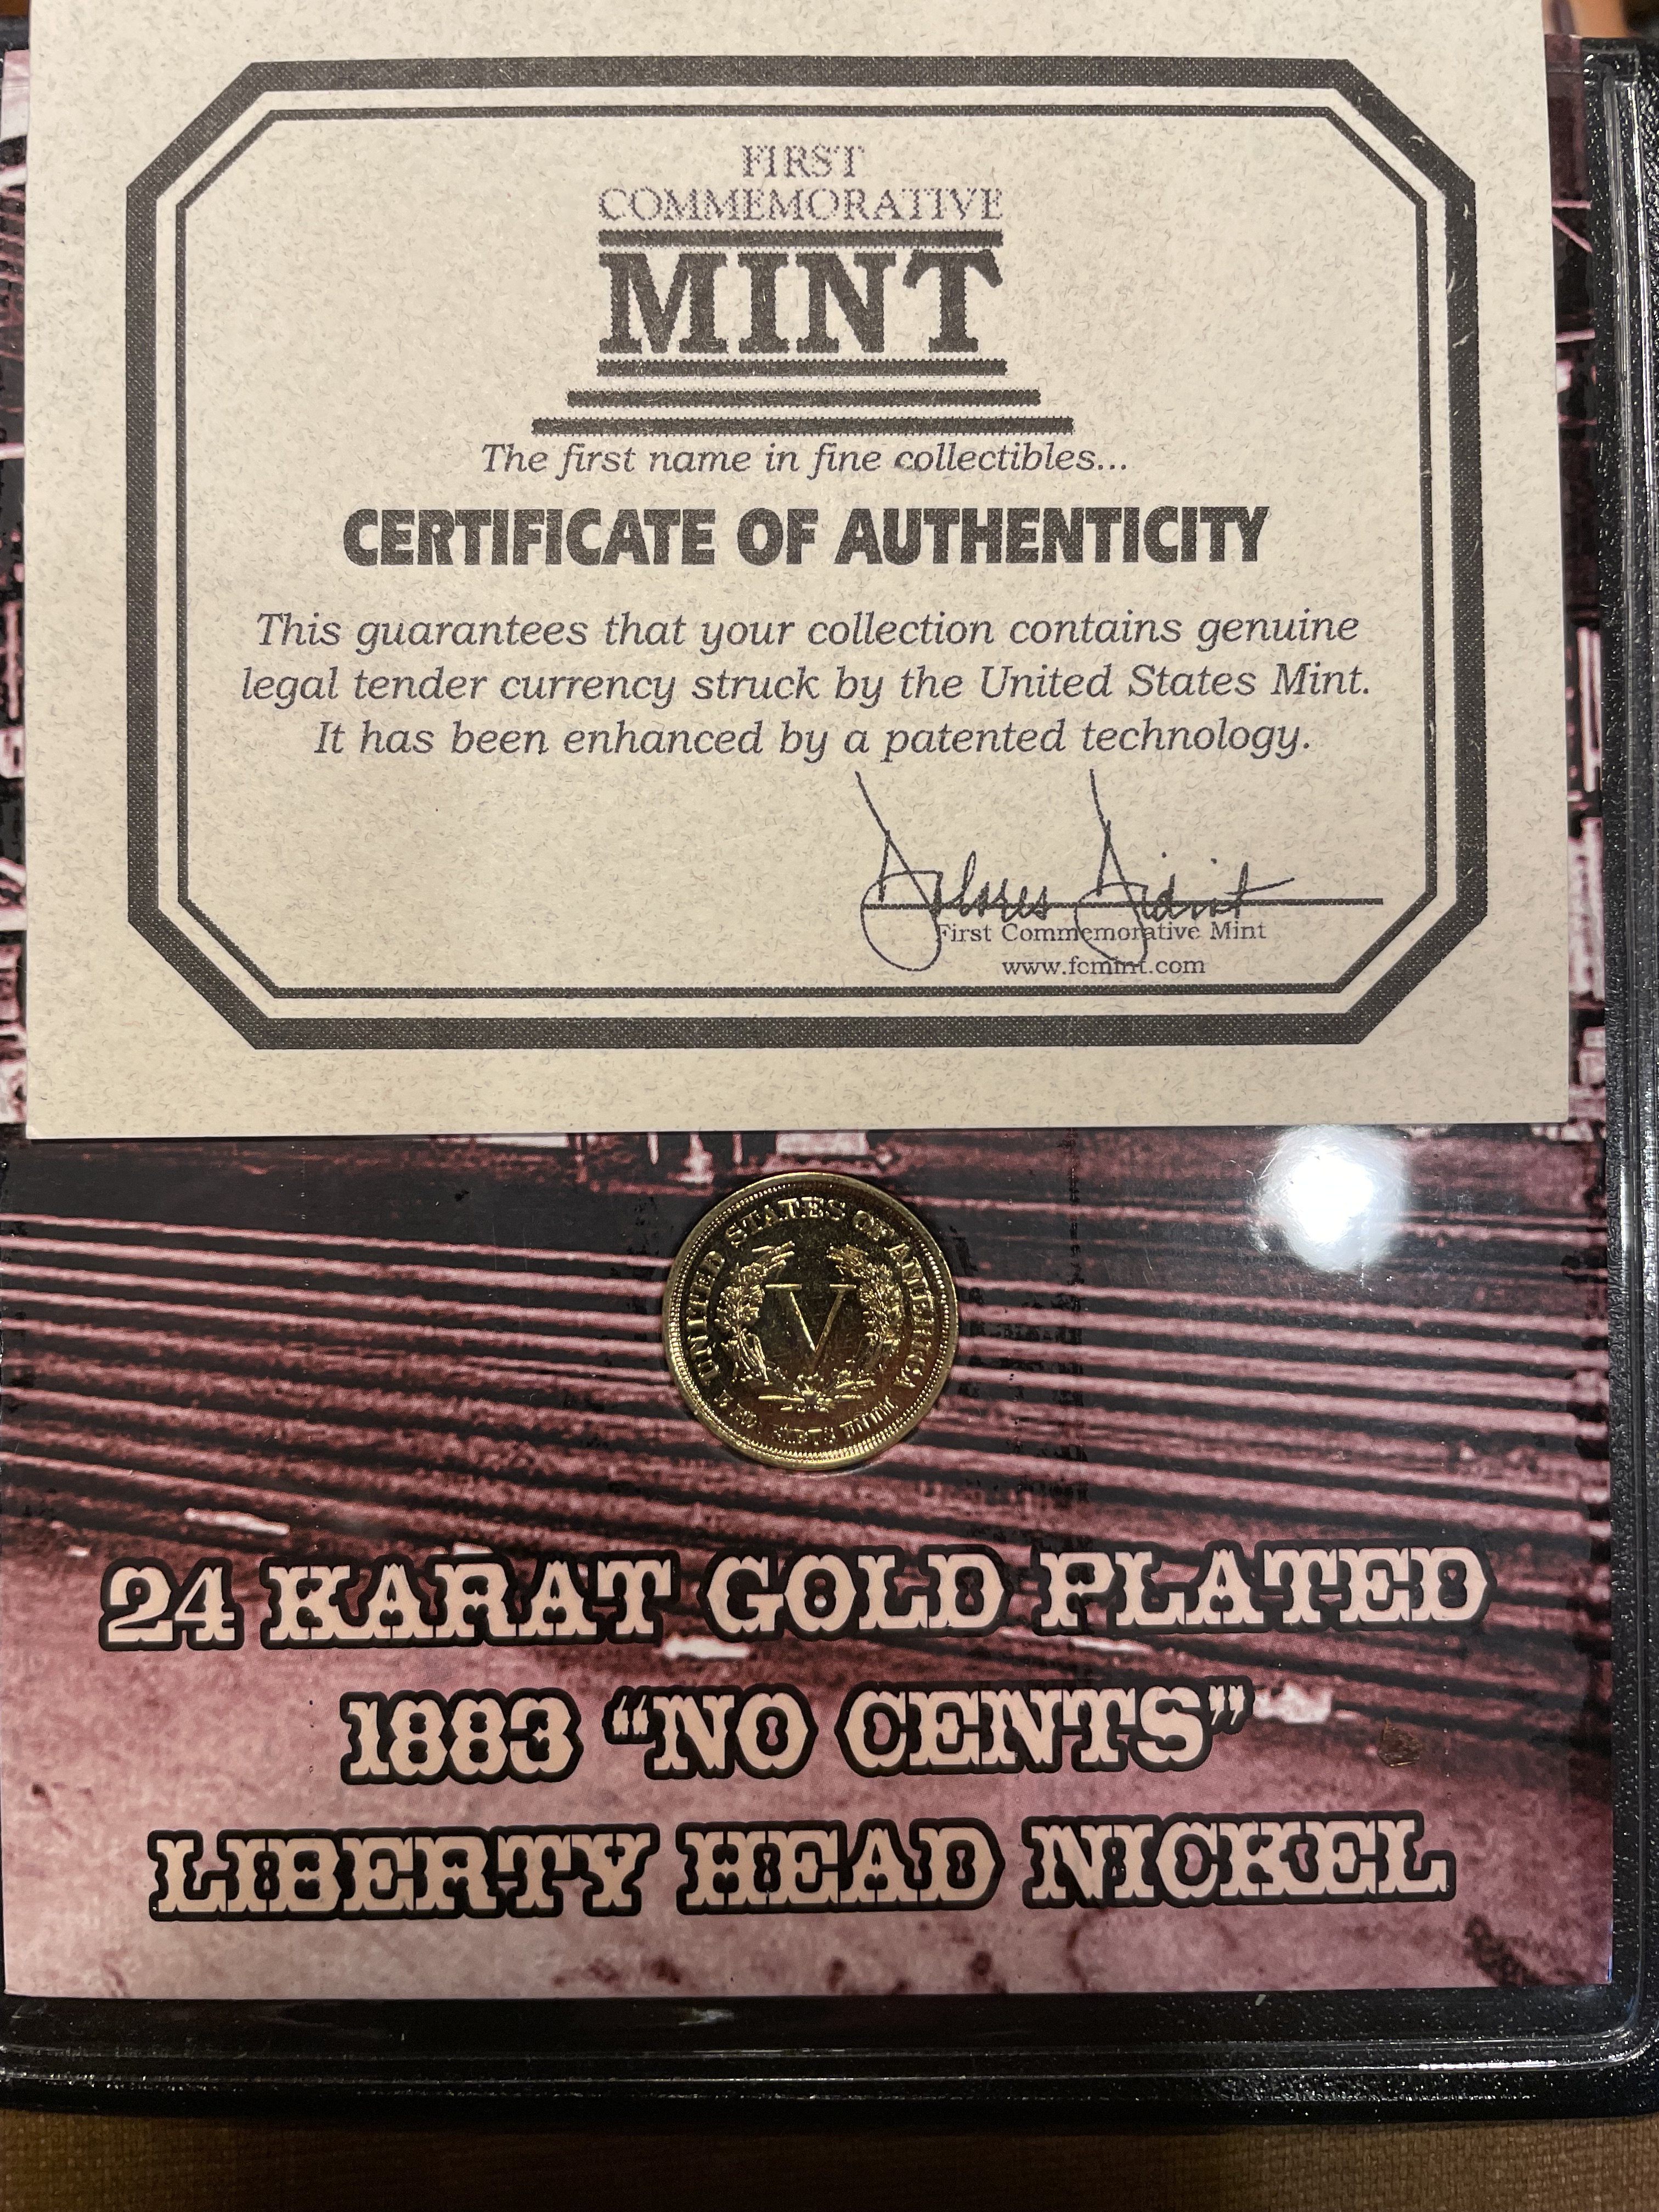 FIRST
COMMEMORATIVE
MINT
The first name in fine collectibles...
CERTIFICATE OF AUTHENTICITY
This guarantees that your collection contains genuine
legal tender currency struck by the United States Mint.
It has been enhanced by a patented technology.
First Commemorative Mint
www.fcmint.com
UNITED STATES OF AMERICA
V
E PLURIBUS UNUM
24 KARAT GOLD PLATED
1883 “NO CENTS”
LIBERTY HEAD NICKEL